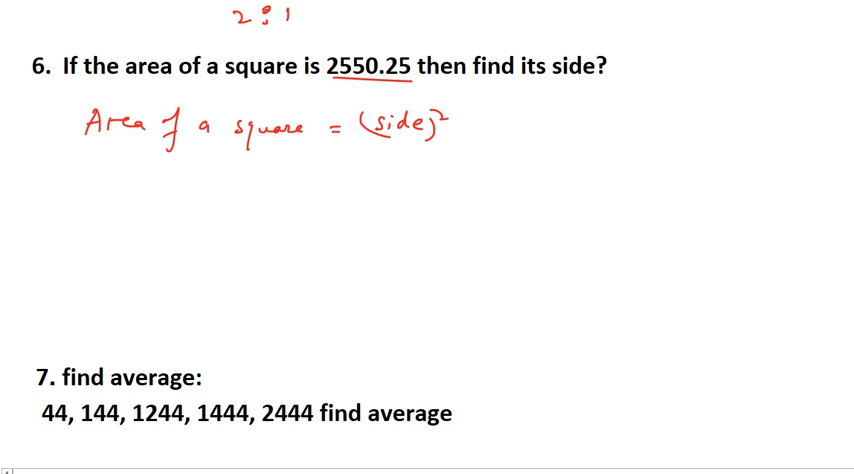 2 : 1
6. If the area of a square is 2550.25 then find its side?
Area of a square = (side)²
7. find average:
44, 144, 1244, 1444, 2444 find average